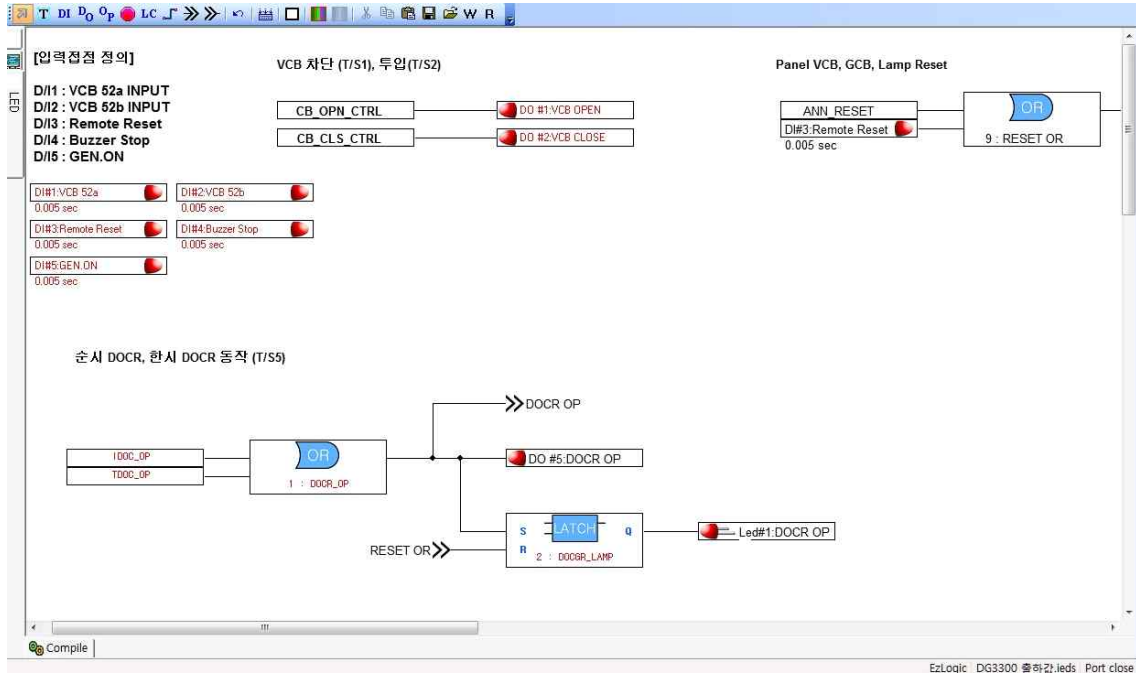 T DI DO OP LC W R
LED
[입력접점 정의]
D/I1 : VCB 52a INPUT
D/I2 : VCB 52b INPUT
D/I3 : Remote Reset
D/I4 : Buzzer Stop
D/I5 : GEN.ON
VCB 차단 (T/S1), 투입(T/S2)
CB_OPN_CTRL
DO #1:VCB OPEN
CB_CLS_CTRL
DO #2:VCB CLOSE
Panel VCB, GCB, Lamp Reset
ANN_RESET
DI#3:Remote Reset
0.005 sec
OR
9 : RESET OR
DI#1:VCB 52a
0.005 sec
DI#2:VCB 52b
0.005 sec
DI#3:Remote Reset
0.005 sec
DI#4:Buzzer Stop
0.005 sec
DI#5:GEN.ON
0.005 sec
순시 DOCR, 한시 DOCR 동작 (T/S5)
DOCR OP
IDOC_OP
TDOC_OP
OR
1 : DOCR_OP
DO #5:DOCR OP
RESET OR
S LATCH Q
R
2 : DOCGR_LAMP
Led#1:DOCR OP
Compile
EzLogic DG3300 출하값.ieds Port close